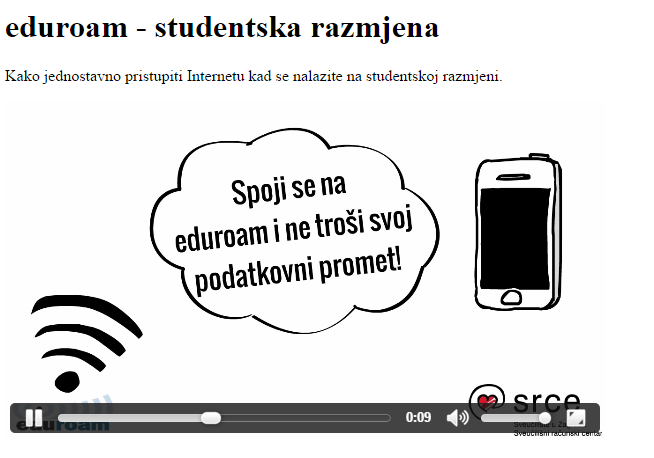 eduroam - studentska razmjena
Kako jednostavno pristupiti Internetu kad se nalazite na studentskoj razmjeni.
Spoji se na
eduroam i ne troši svoj
podatkovni promet!
srce
eduroam
0:09
Sveučilišni računski centar